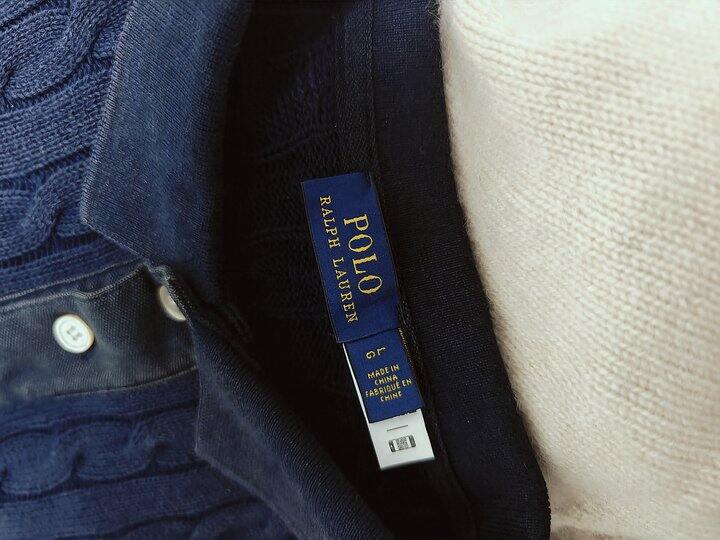 POLO
RALPH LAUREN
L
G
MADE IN
CHINA
FABRIQUÉ EN
CHINE